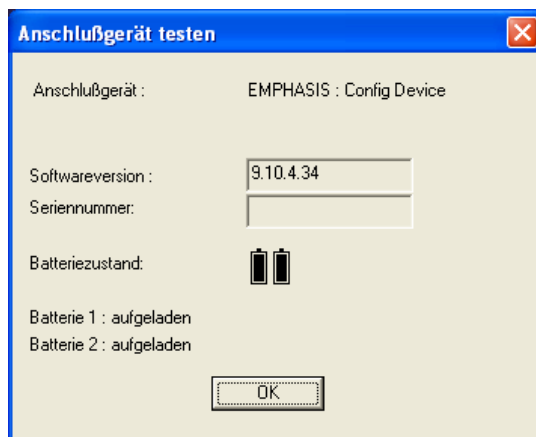 Anschlußgerät testen
Anschlußgerät : EMPHASIS : Config Device
Softwareversion : 9.10.4.34
Seriennummer:
Batteriezustand:
Batterie 1 : aufgeladen
Batterie 2 : aufgeladen
OK